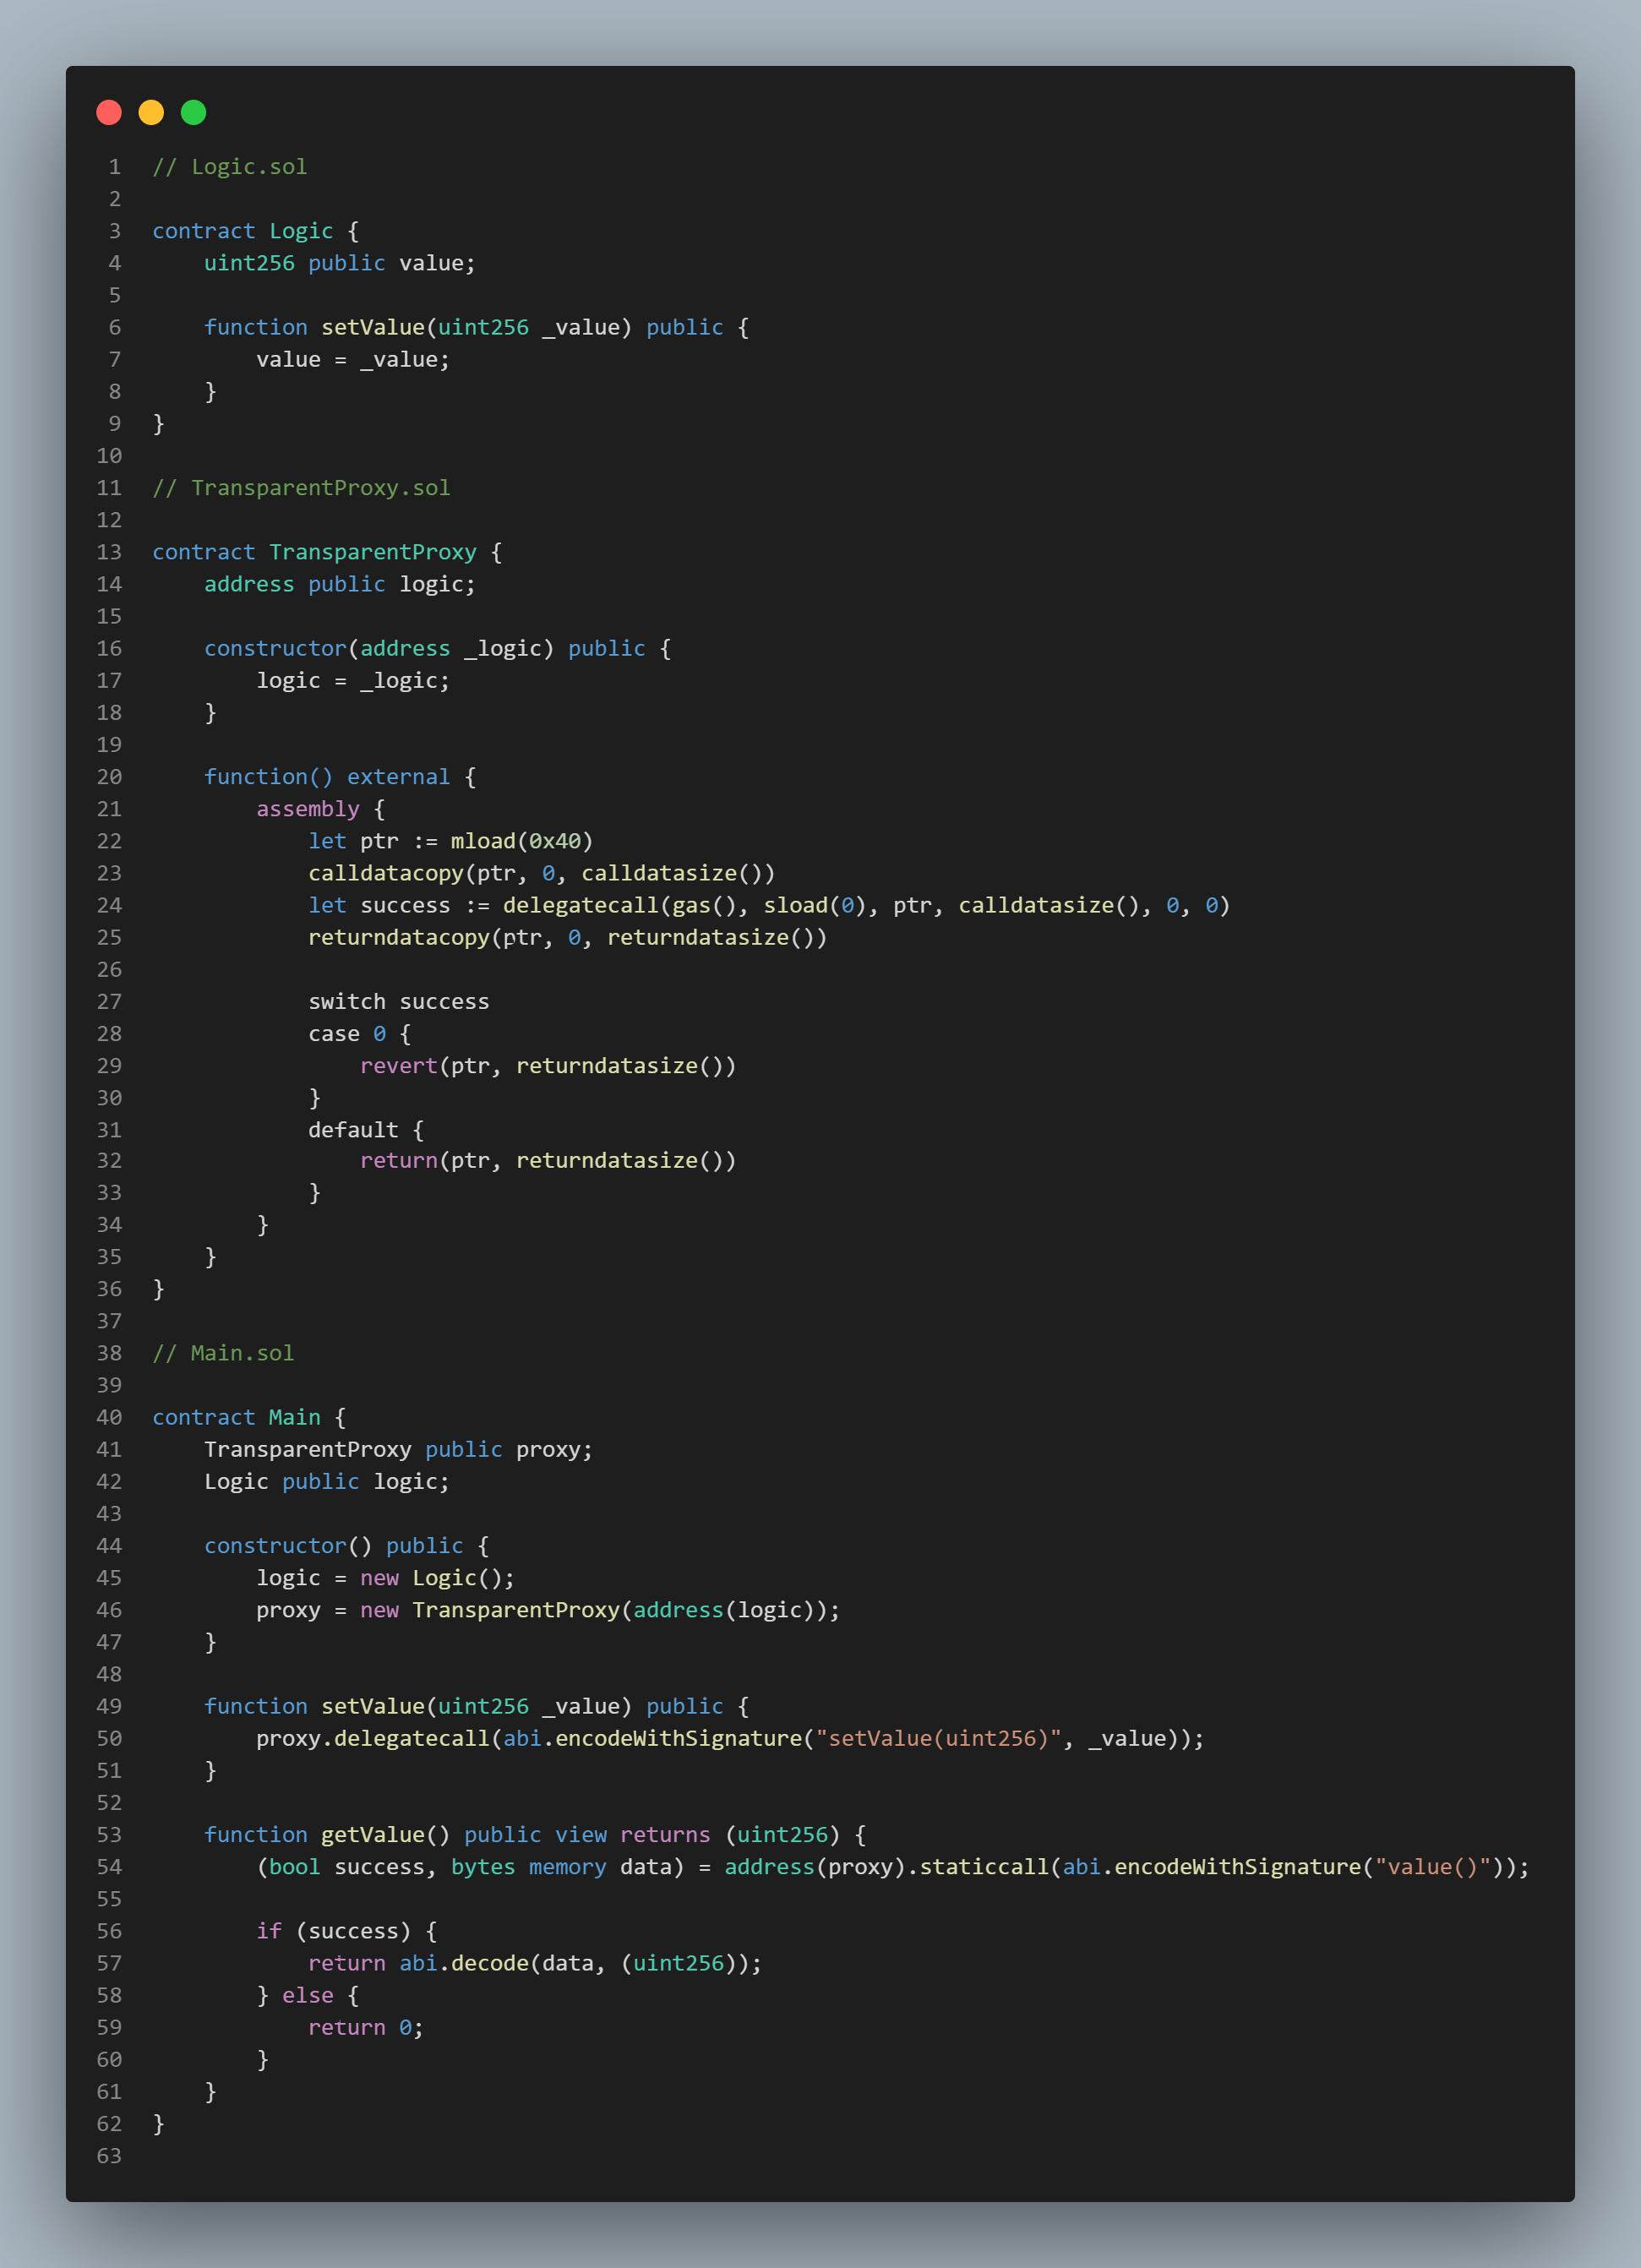 1 // Logic.sol
2
3 contract Logic {
4     uint256 public value;
5
6     function setValue(uint256 _value) public {
7         value = _value;
8     }
9 }
10
11 // TransparentProxy.sol
12
13 contract TransparentProxy {
14     address public logic;
15
16     constructor(address _logic) public {
17         logic = _logic;
18     }
19
20     function() external {
21         assembly {
22             let ptr := mload(0x40)
23             calldatacopy(ptr, 0, calldatasize())
24             let success := delegatecall(gas(), sload(0), ptr, calldatasize(), 0, 0)
25             returndatacopy(ptr, 0, returndatasize())
26
27             switch success
28             case 0 {
29                 revert(ptr, returndatasize())
30             }
31             default {
32                 return(ptr, returndatasize())
33             }
34         }
35     }
36 }
37
38 // Main.sol
39
40 contract Main {
41     TransparentProxy public proxy;
42     Logic public logic;
43
44     constructor() public {
45         logic = new Logic();
46         proxy = new TransparentProxy(address(logic));
47     }
48
49     function setValue(uint256 _value) public {
50         proxy.delegatecall(abi.encodeWithSignature("setValue(uint256)", _value));
51     }
52
53     function getValue() public view returns (uint256) {
54         (bool success, bytes memory data) = address(proxy).staticcall(abi.encodeWithSignature("value()"));
55
56         if (success) {
57             return abi.decode(data, (uint256));
58         } else {
59             return 0;
60         }
61     }
62 }
63